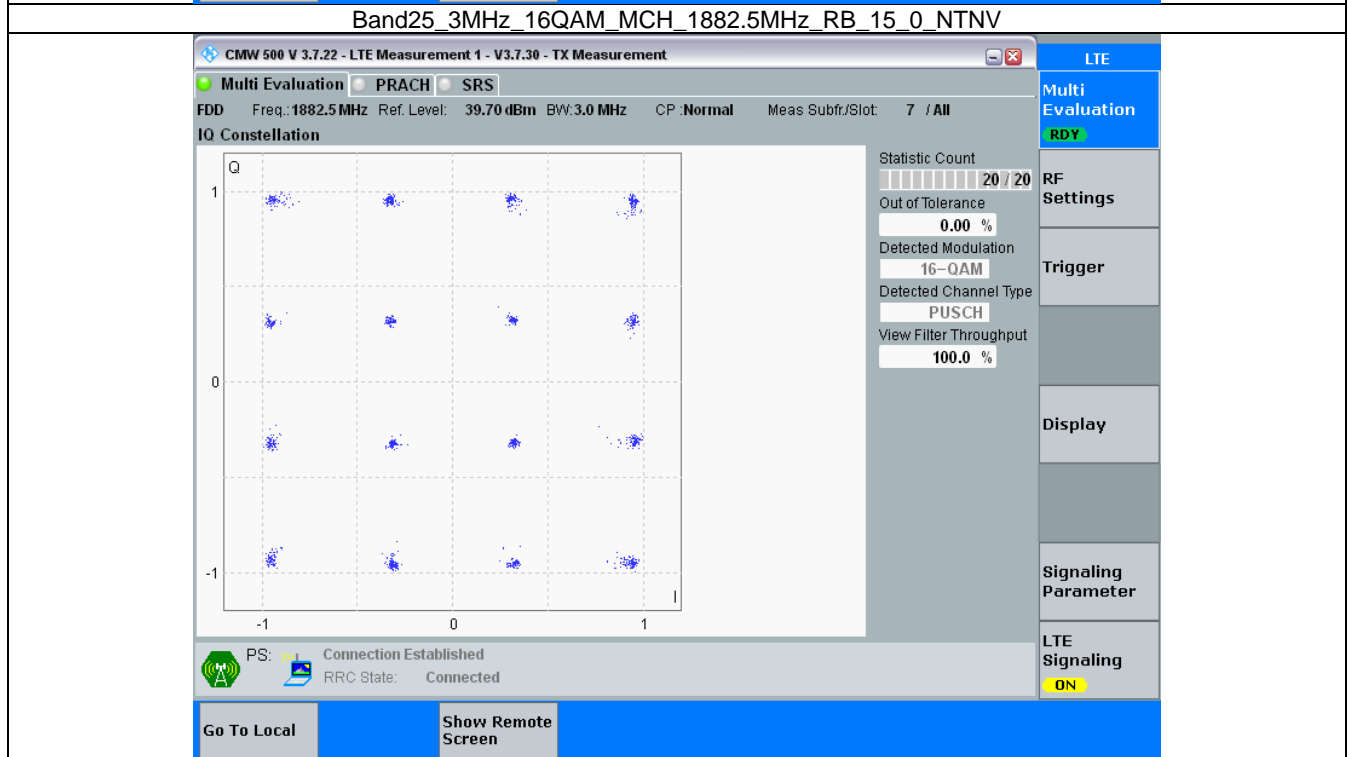 Band25_3MHz_16QAM_MCH_1882.5MHz_RB_15_0_NTNV
CMW 500 V 3.7.22 - LTE Measurement 1 - V3.7.30 - TX Measurement
LTE
Multi Evaluation PRACH SRS
Multi
Evaluation
RDY
FDD Freq.:1882.5 MHz Ref. Level: 39.70 dBm BW:3.0 MHz CP :Normal Meas Subfr./Slot: 7 / All
IQ Constellation
Q
1
0
-1
I
-1 0 1
Statistic Count
20 / 20
Out of Tolerance
0.00 %
Detected Modulation
16-QAM
Detected Channel Type
PUSCH
View Filter Throughput
100.0 %
RF
Settings
Trigger
Display
Signaling
Parameter
LTE
Signaling
ON
PS: Connection Established
RRC State: Connected
Go To Local
Show Remote
Screen